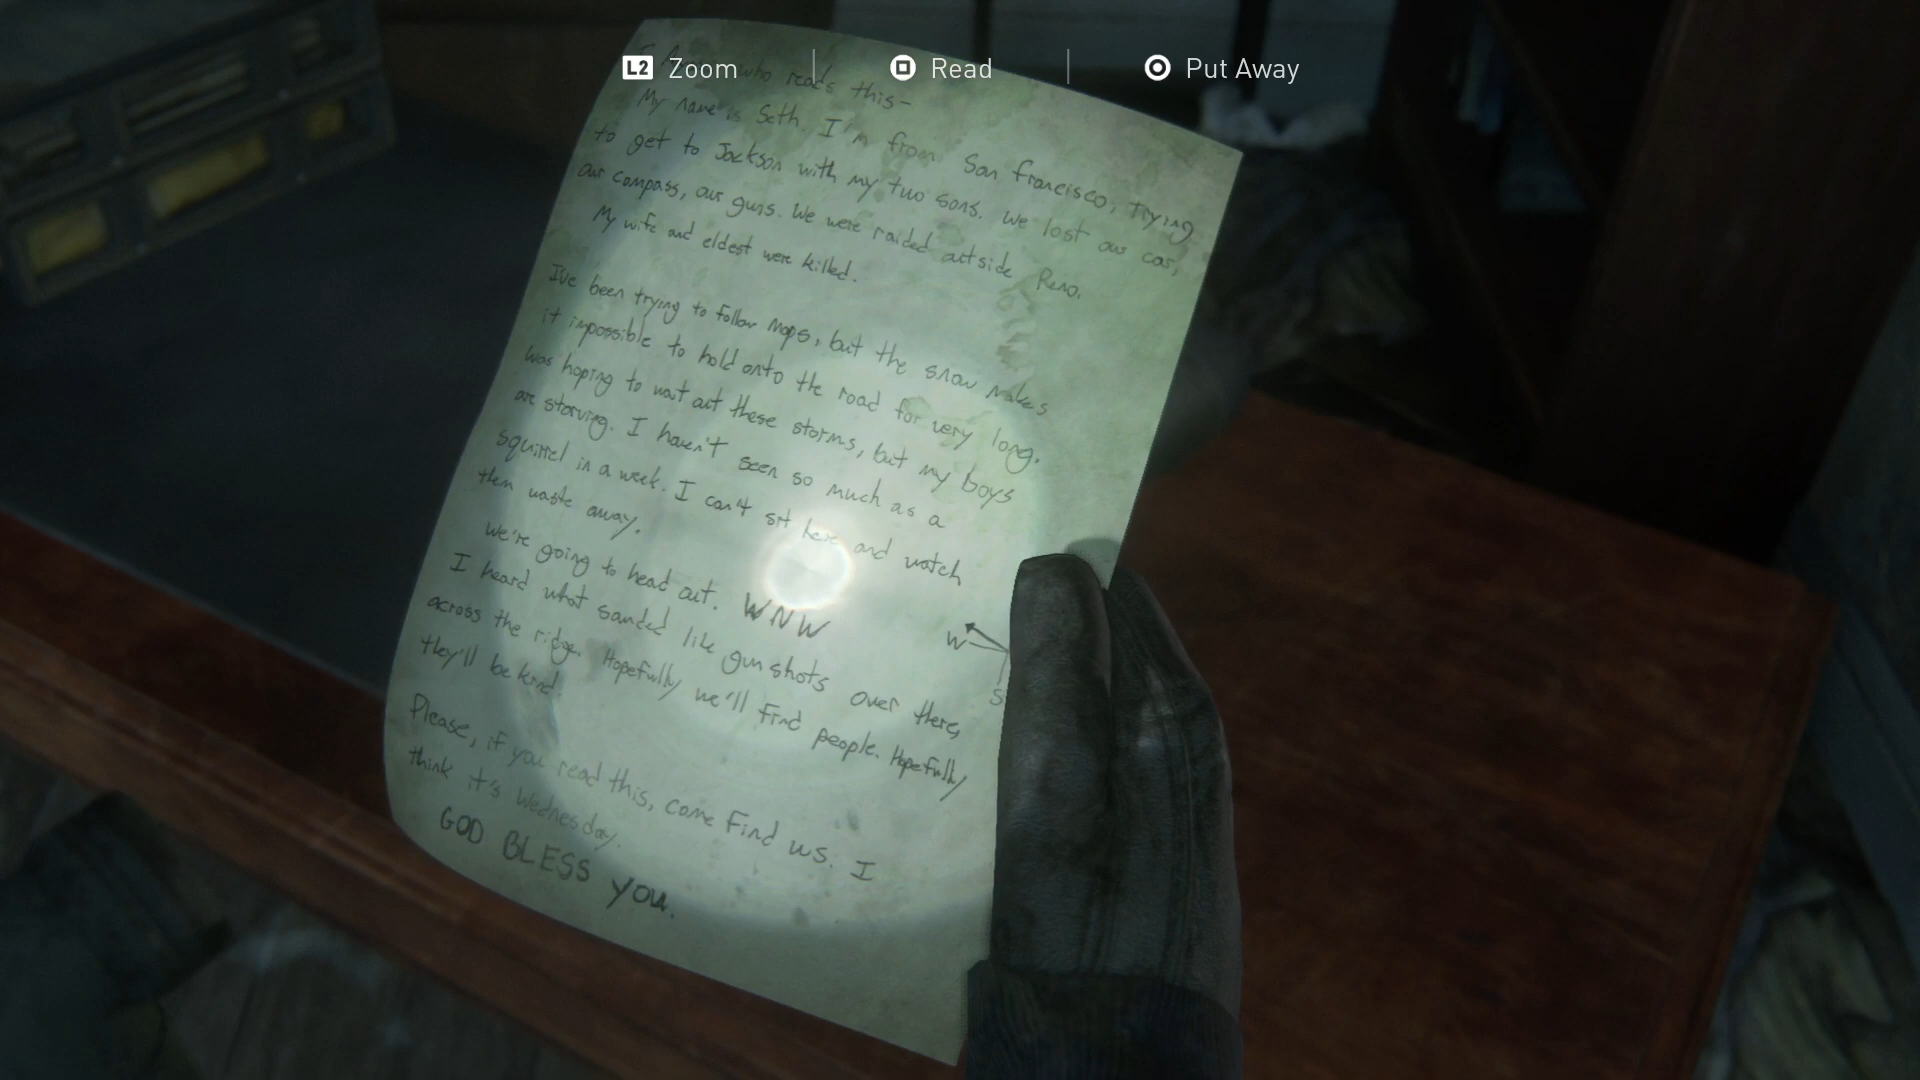 L2 Zoom
Read
Put Away
who reads this-
My name is Seth. I'm from San Francisco, trying
to get to Jackson with my two sons. We lost our car,
our compass, our guns. We were raided outside Reno.
My wife and eldest were killed.
I've been trying to follow maps, but the snow makes
it impossible to hold onto the road for very long.
was hoping to wait out these storms, but my boys
are starving. I haven't seen so much as a
squirrel in a week. I can't sit here and watch
them waste away.
We're going to head out. WNW
I heard what sounded like gun shots over there,
across the ridge. Hopefully we'll find people. Hopefully
they'll be kind.
W
S
Please, if you read this, come find us. I
think it's Wednesday.
GOD BLESS YOU.